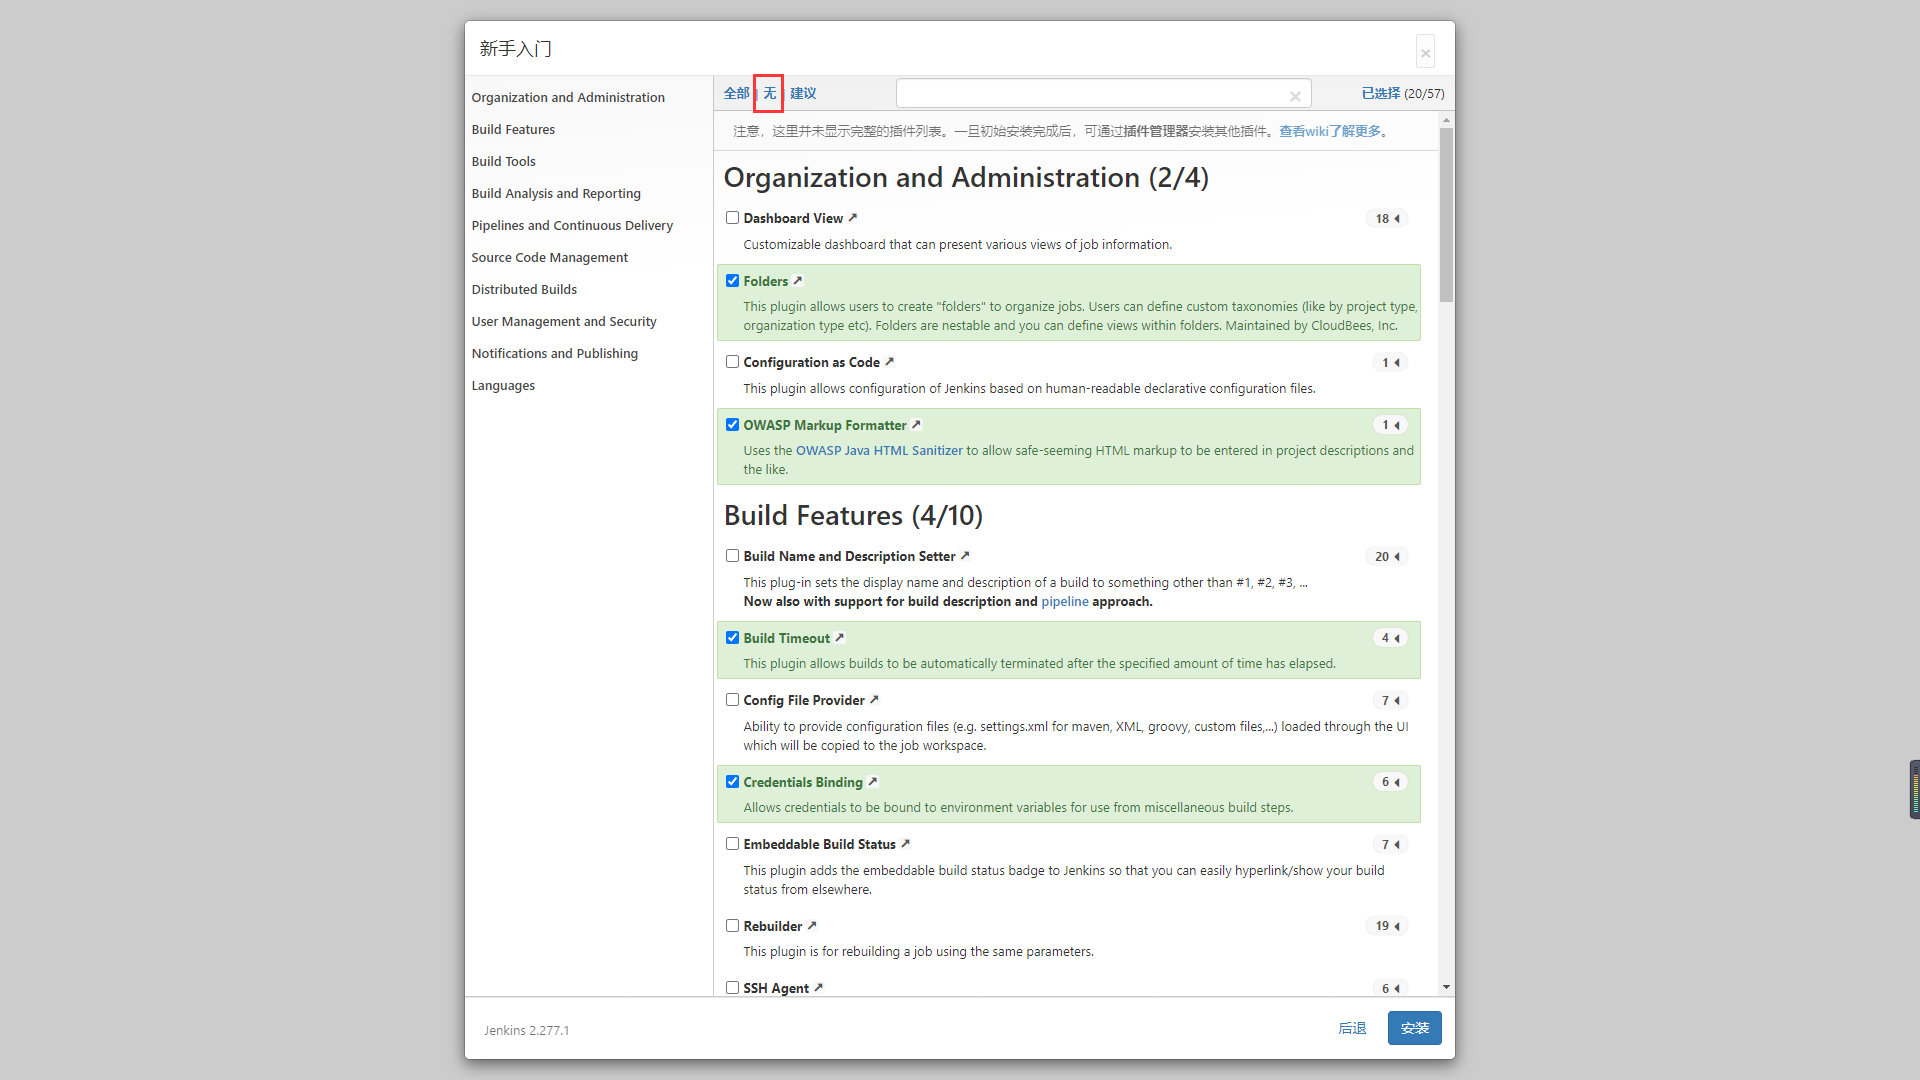 新手入门
×
Organization and Administration
Build Features
Build Tools
Build Analysis and Reporting
Pipelines and Continuous Delivery
Source Code Management
Distributed Builds
User Management and Security
Notifications and Publishing
Languages
全部 | 无 | 建议
×
已选择 (20/57)
注意，这里并未显示完整的插件列表。一旦初始安装完成后，可通过插件管理器安装其他插件。查看wiki了解更多。
Organization and Administration (2/4)
Dashboard View 18
Customizable dashboard that can present various views of job information.
Folders
This plugin allows users to create "folders" to organize jobs. Users can define custom taxonomies (like by project type,
organization type etc). Folders are nestable and you can define views within folders. Maintained by CloudBees, Inc.
Configuration as Code 1
This plugin allows configuration of Jenkins based on human-readable declarative configuration files.
OWASP Markup Formatter 1
Uses the OWASP Java HTML Sanitizer to allow safe-seeming HTML markup to be entered in project descriptions and
the like.
Build Features (4/10)
Build Name and Description Setter 20
This plug-in sets the display name and description of a build to something other than #1, #2, #3, ...
Now also with support for build description and pipeline approach.
Build Timeout 4
This plugin allows builds to be automatically terminated after the specified amount of time has elapsed.
Config File Provider 7
Ability to provide configuration files (e.g. settings.xml for maven, XML, groovy, custom files,...) loaded through the UI
which will be copied to the job workspace.
Credentials Binding 6
Allows credentials to be bound to environment variables for use from miscellaneous build steps.
Embeddable Build Status 7
This plugin adds the embeddable build status badge to Jenkins so that you can easily hyperlink/show your build
status from elsewhere.
Rebuilder 19
This plugin is for rebuilding a job using the same parameters.
SSH Agent 6
Jenkins 2.277.1
后退
安装